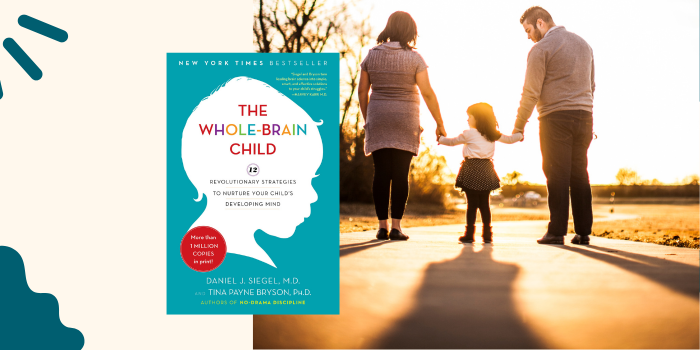 NEW YORK TIMES BESTSELLER
THE
WHOLE-BRAIN
CHILD
12
REVOLUTIONARY STRATEGIES
TO NURTURE YOUR CHILD'S
DEVELOPING MIND
More than
1 MILLION
COPIES
in print!
DANIEL J. SIEGEL, M.D.
AND TINA PAYNE BRYSON, PH.D.
AUTHORS OF NO-DRAMA DISCIPLINE